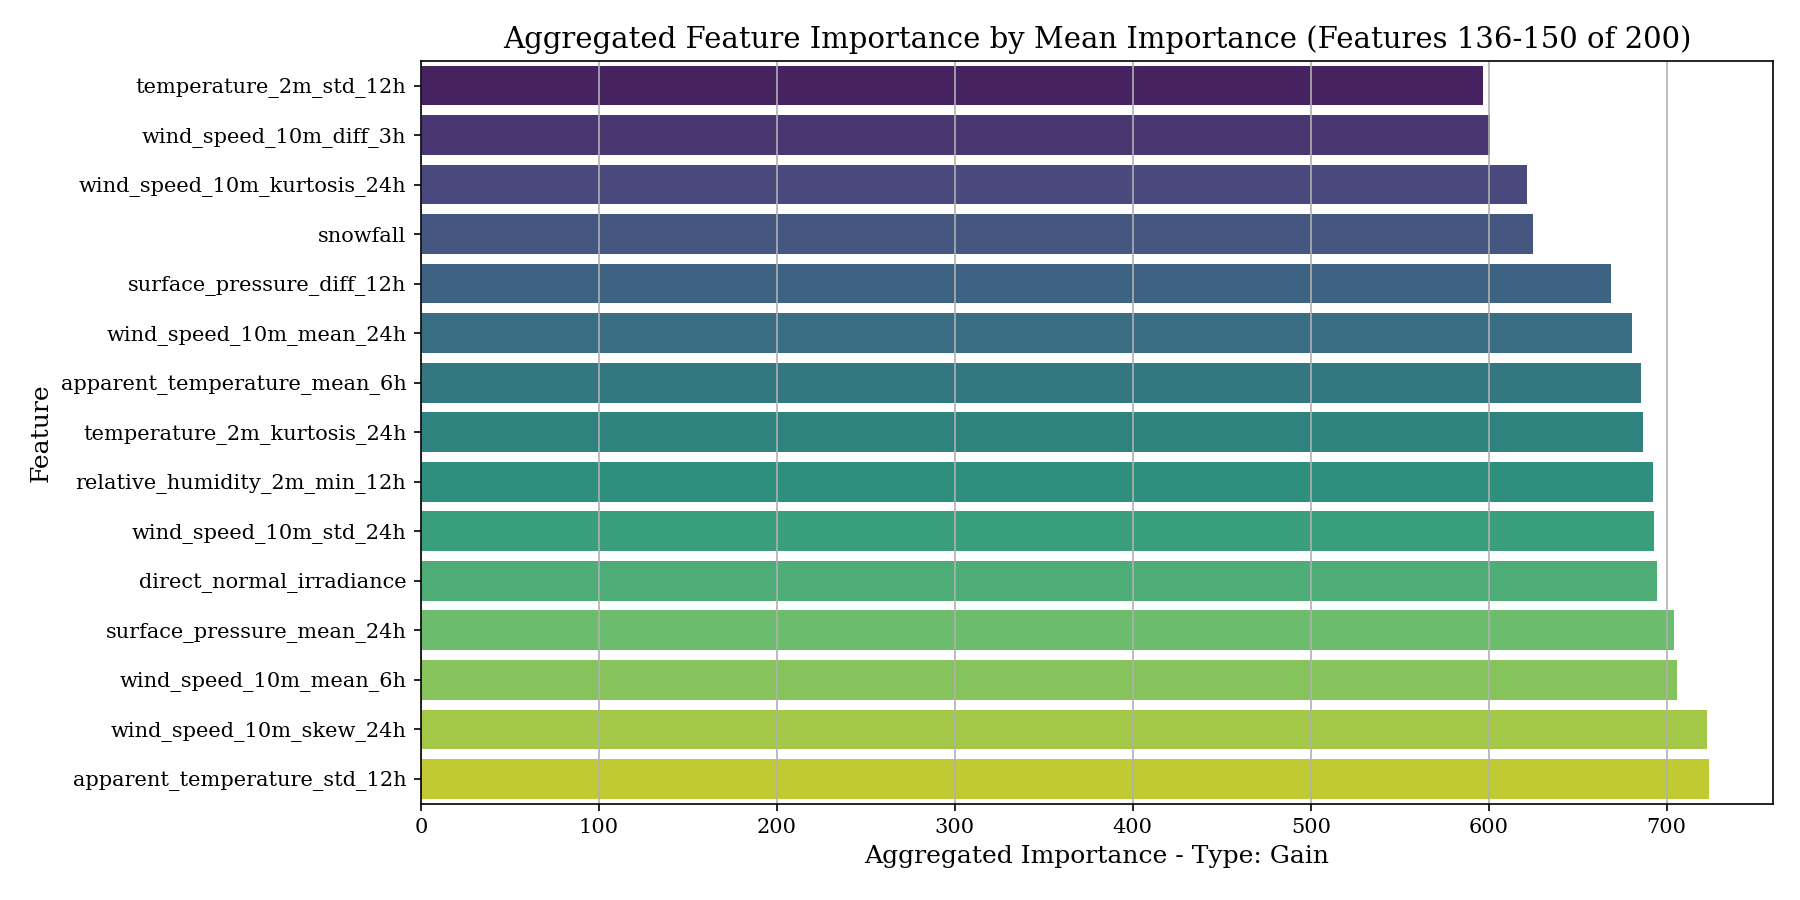 Aggregated Feature Importance by Mean Importance (Features 136-150 of 200)
temperature_2m_std_12h
wind_speed_10m_diff_3h
wind_speed_10m_kurtosis_24h
snowfall
surface_pressure_diff_12h
wind_speed_10m_mean_24h
apparent_temperature_mean_6h
temperature_2m_kurtosis_24h
relative_humidity_2m_min_12h
wind_speed_10m_std_24h
direct_normal_irradiance
surface_pressure_mean_24h
wind_speed_10m_mean_6h
wind_speed_10m_skew_24h
apparent_temperature_std_12h
Feature
0 100 200 300 400 500 600 700
Aggregated Importance - Type: Gain